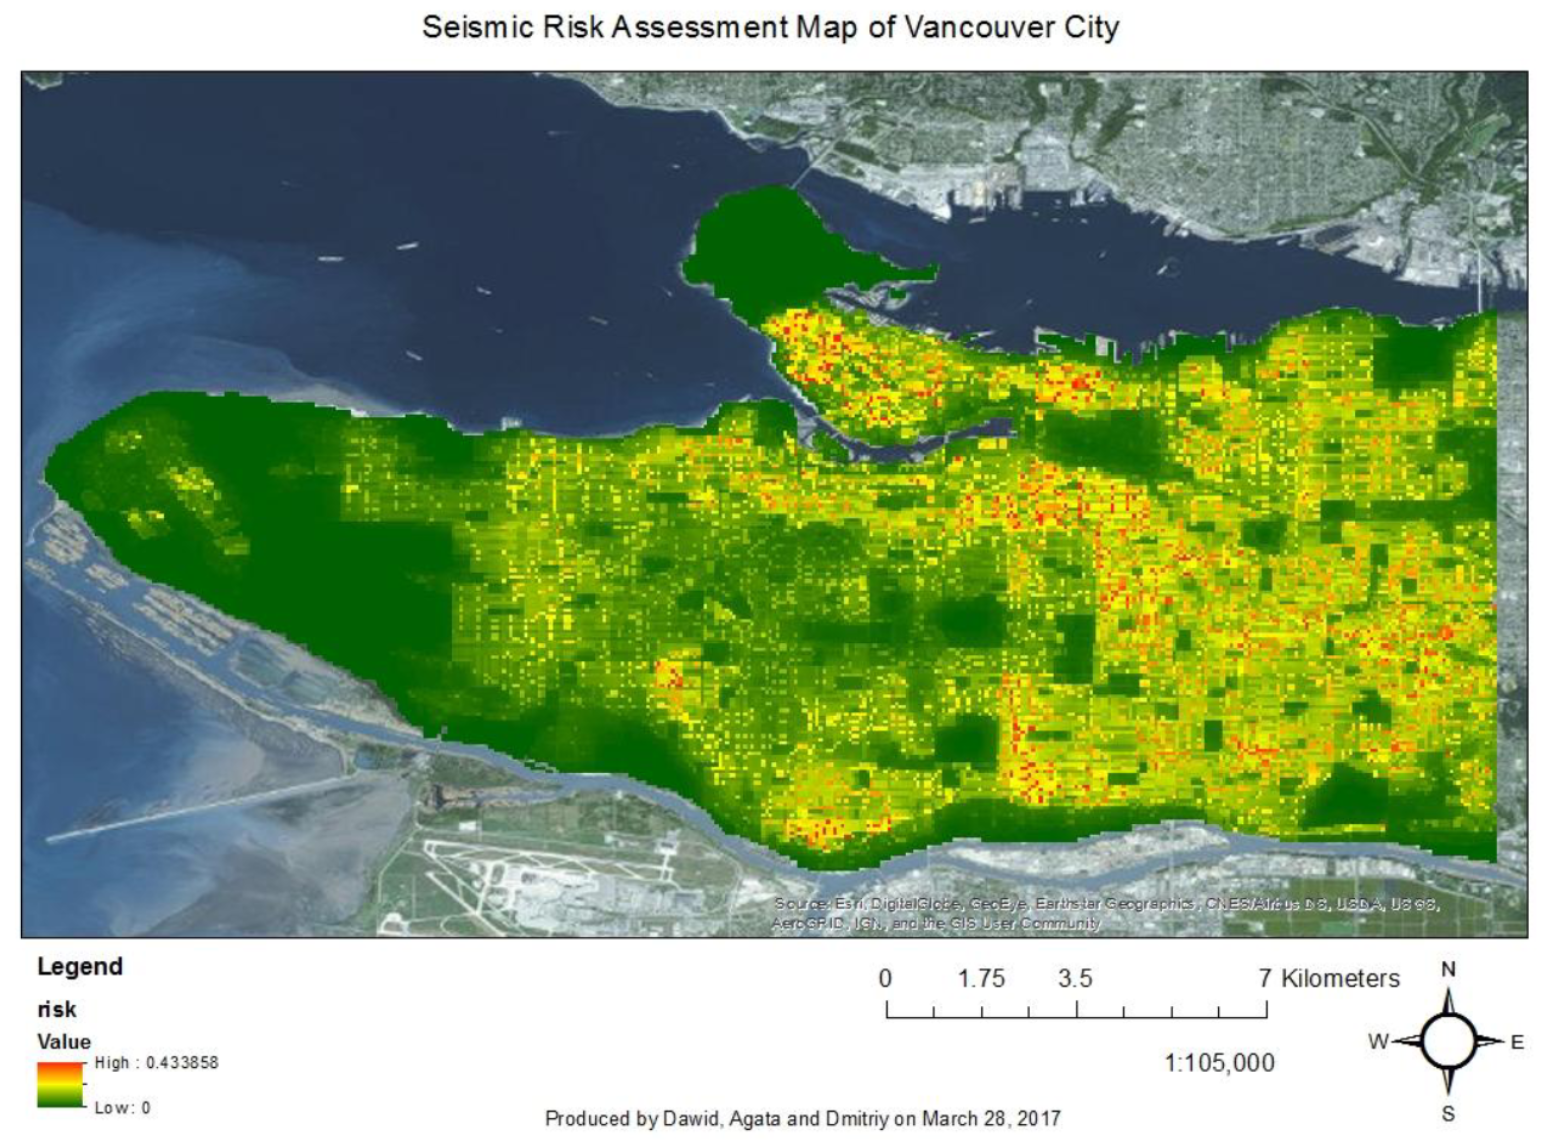 Seismic Risk Assessment Map of Vancouver City
Source: Esri, DigitalGlobe, GeoEye, Earthstar Geographics, CNES/Airbus DS, USDA, USGS,
AeroGRID, IGN, and the GIS User Community
Legend
risk
Value
High : 0.433858
Low: 0
0 1.75 3.5 7 Kilometers
1:105,000
N
W E
S
Produced by Dawid, Agata and Dmitriy on March 28, 2017